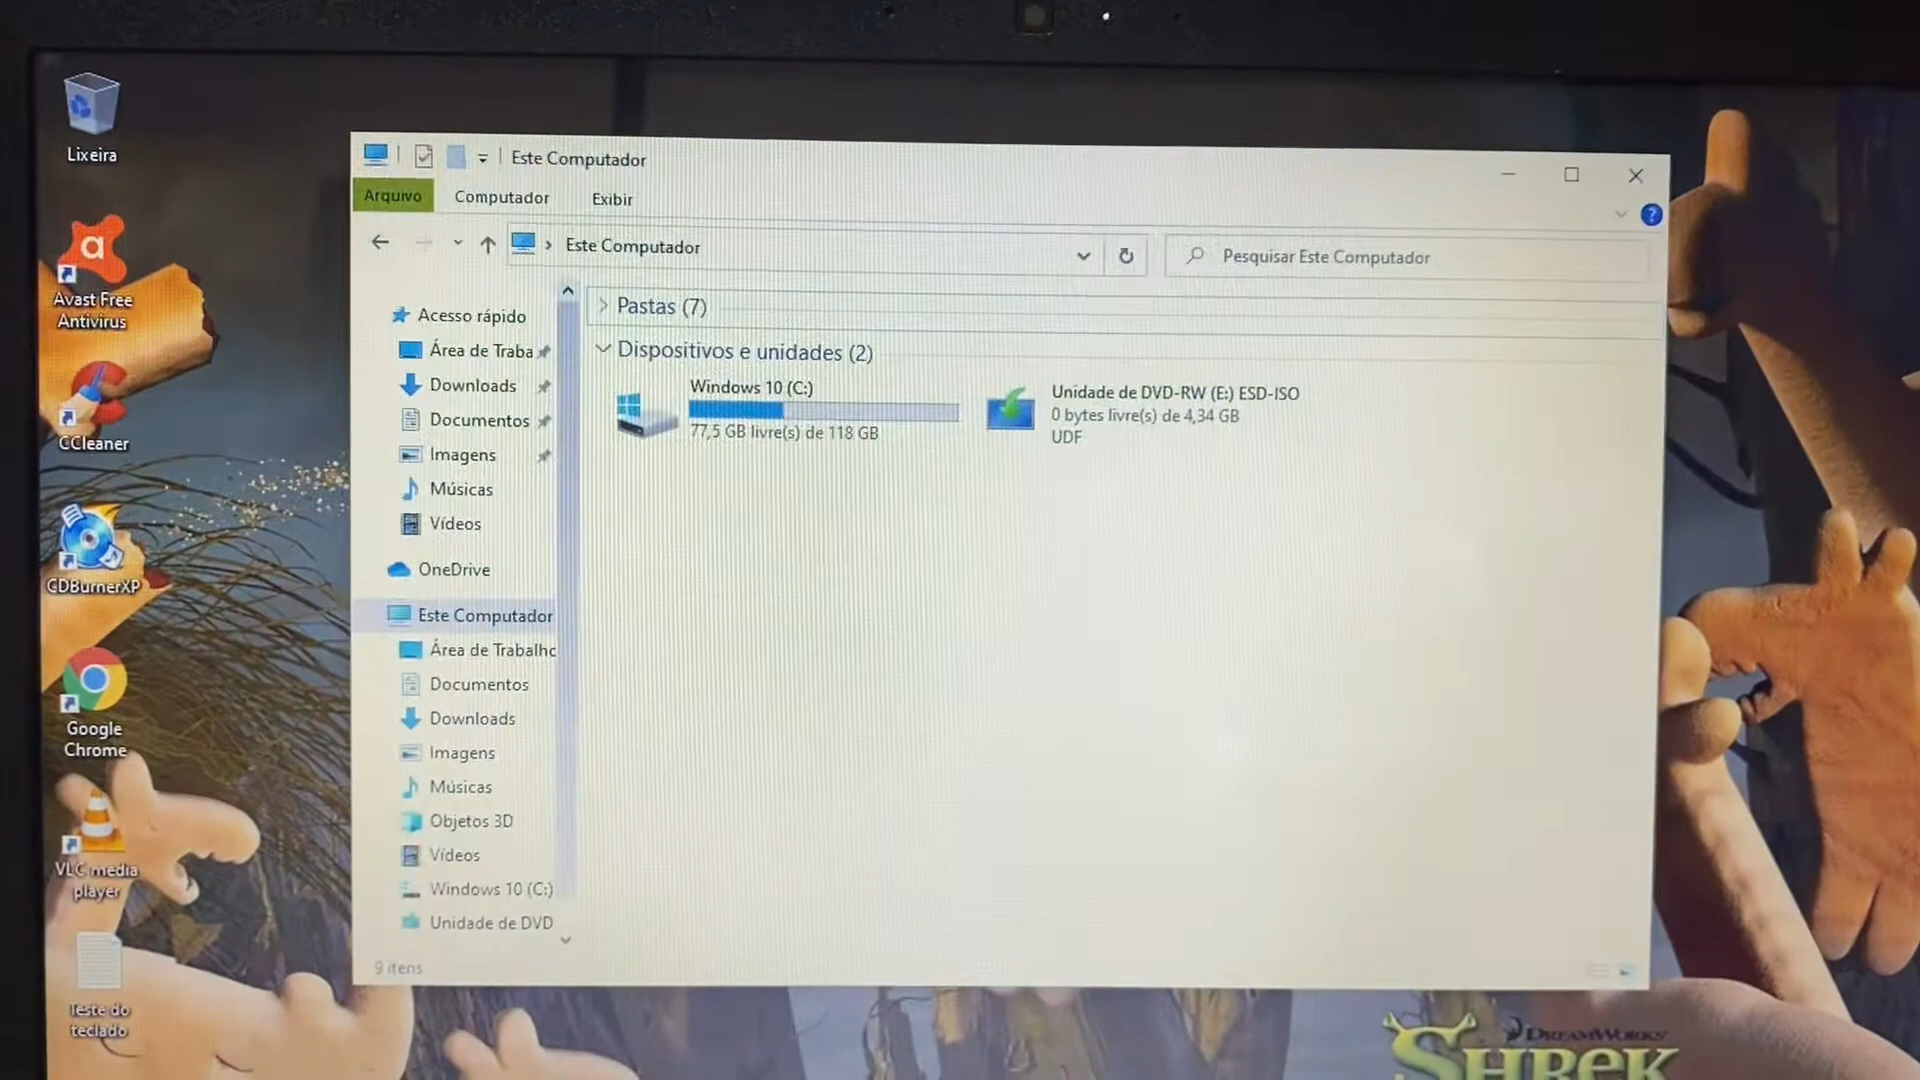 Lixeira
Avast Free
Antivirus
CCleaner
CDBurnerXP
Google
Chrome
VLC media
player
Teste do
teclado
Este Computador
Arquivo
Computador
Exibir
?
Este Computador
Pesquisar Este Computador
Acesso rápido
Área de Traba
Downloads
Documentos
Imagens
Músicas
Vídeos
OneDrive
Este Computador
Área de Trabalho
Documentos
Downloads
Imagens
Músicas
Objetos 3D
Vídeos
Windows 10 (C:)
Unidade de DVD
9 itens
Pastas (7)
Dispositivos e unidades (2)
Windows 10 (C:)
77,5 GB livre(s) de 118 GB
Unidade de DVD-RW (E:) ESD-ISO
0 bytes livre(s) de 4,34 GB
UDF
DREAMWORKS
SHREK